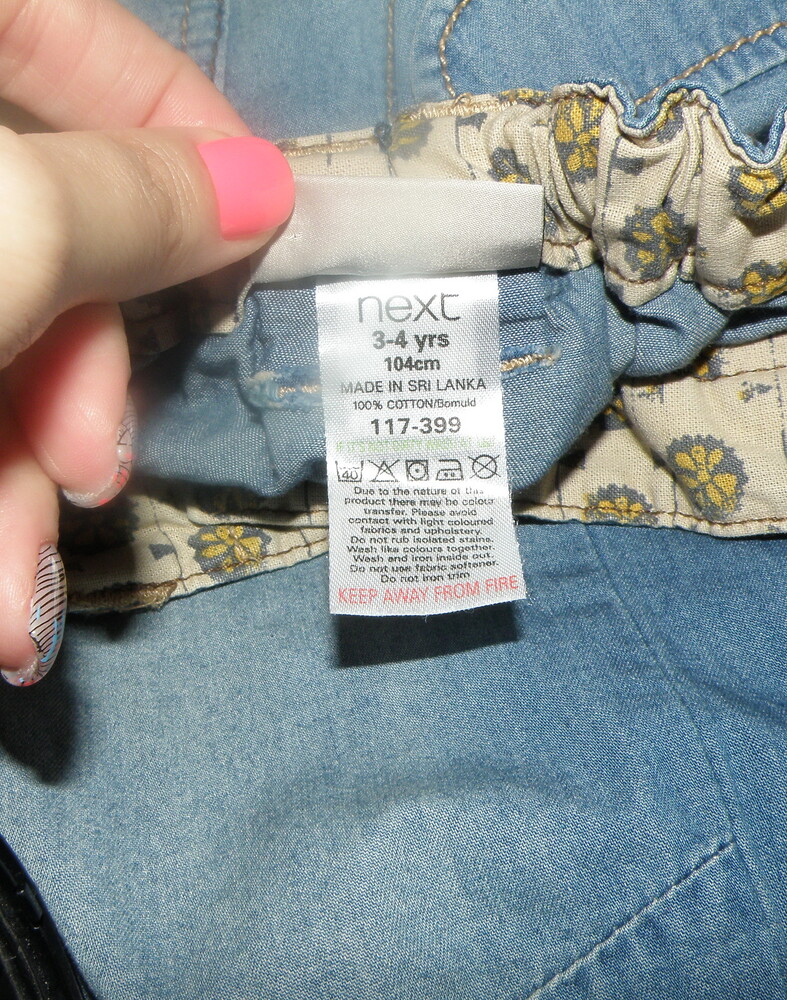 next
3-4 yrs
104cm
MADE IN SRI LANKA
100% COTTON/Bomuld
117-399
40
Due to the nature of this
product there may be colour
transfer. Please avoid
contact with light coloured
fabrics and upholstery.
Do not rub isolated stains.
Wash like colours together.
Wash and iron inside out.
Do not use fabric softener.
Do not iron trim
KEEP AWAY FROM FIRE